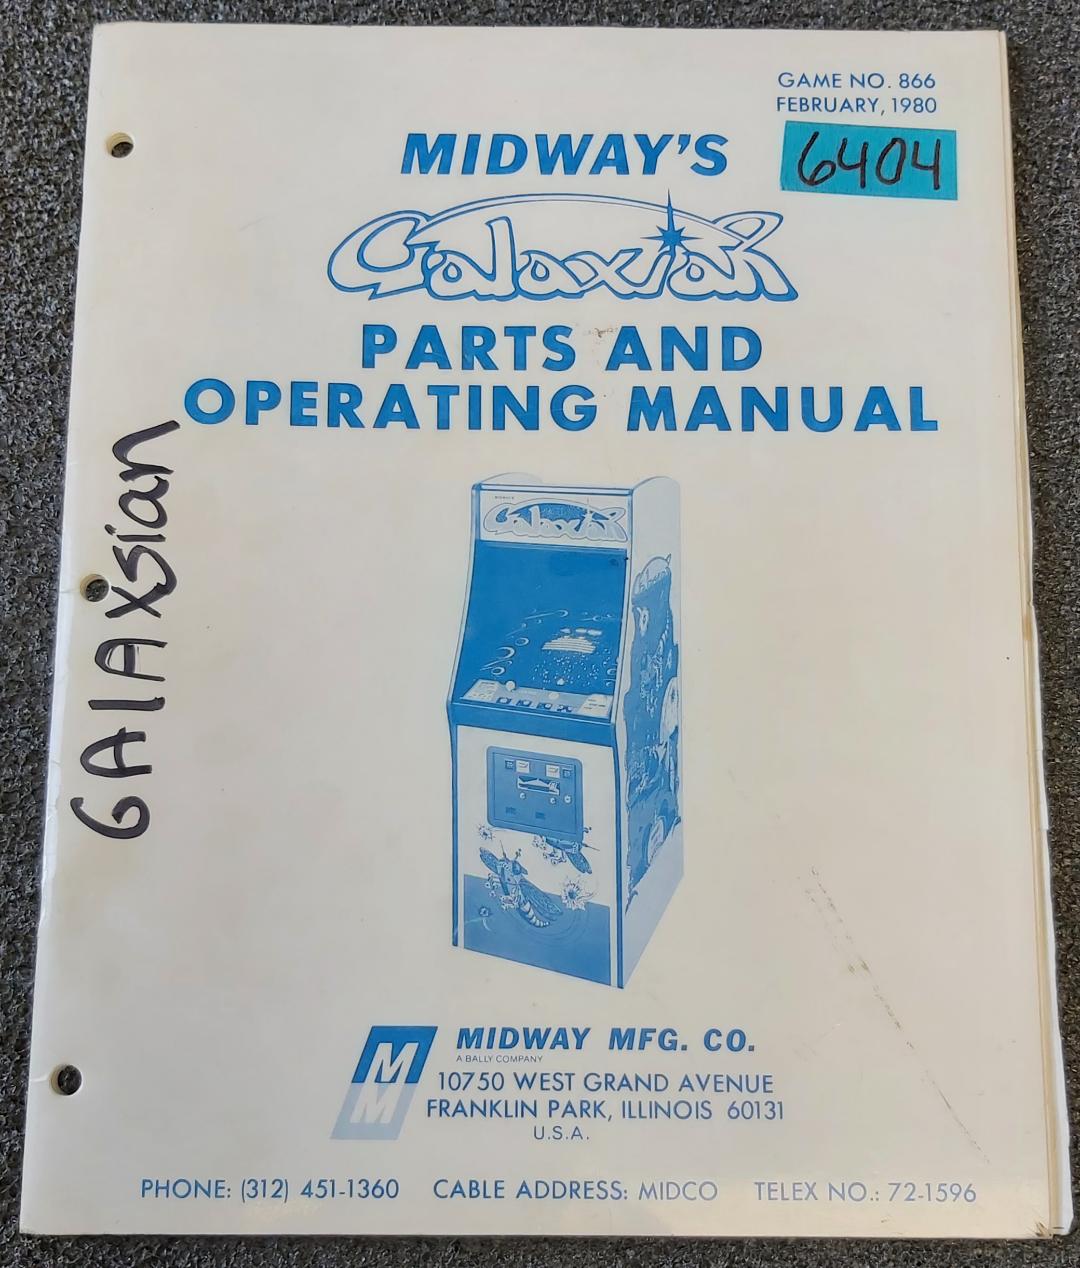 GAME NO. 866
FEBRUARY, 1980
6404
MIDWAY'S
Galaxian
PARTS AND
OPERATING MANUAL
GAlAXsian
MIDWAY'S
Galaxian
M
M
MIDWAY MFG. CO.
A BALLY COMPANY
10750 WEST GRAND AVENUE
FRANKLIN PARK, ILLINOIS 60131
U.S.A.
PHONE: (312) 451-1360 CABLE ADDRESS: MIDCO TELEX NO.: 72-1596